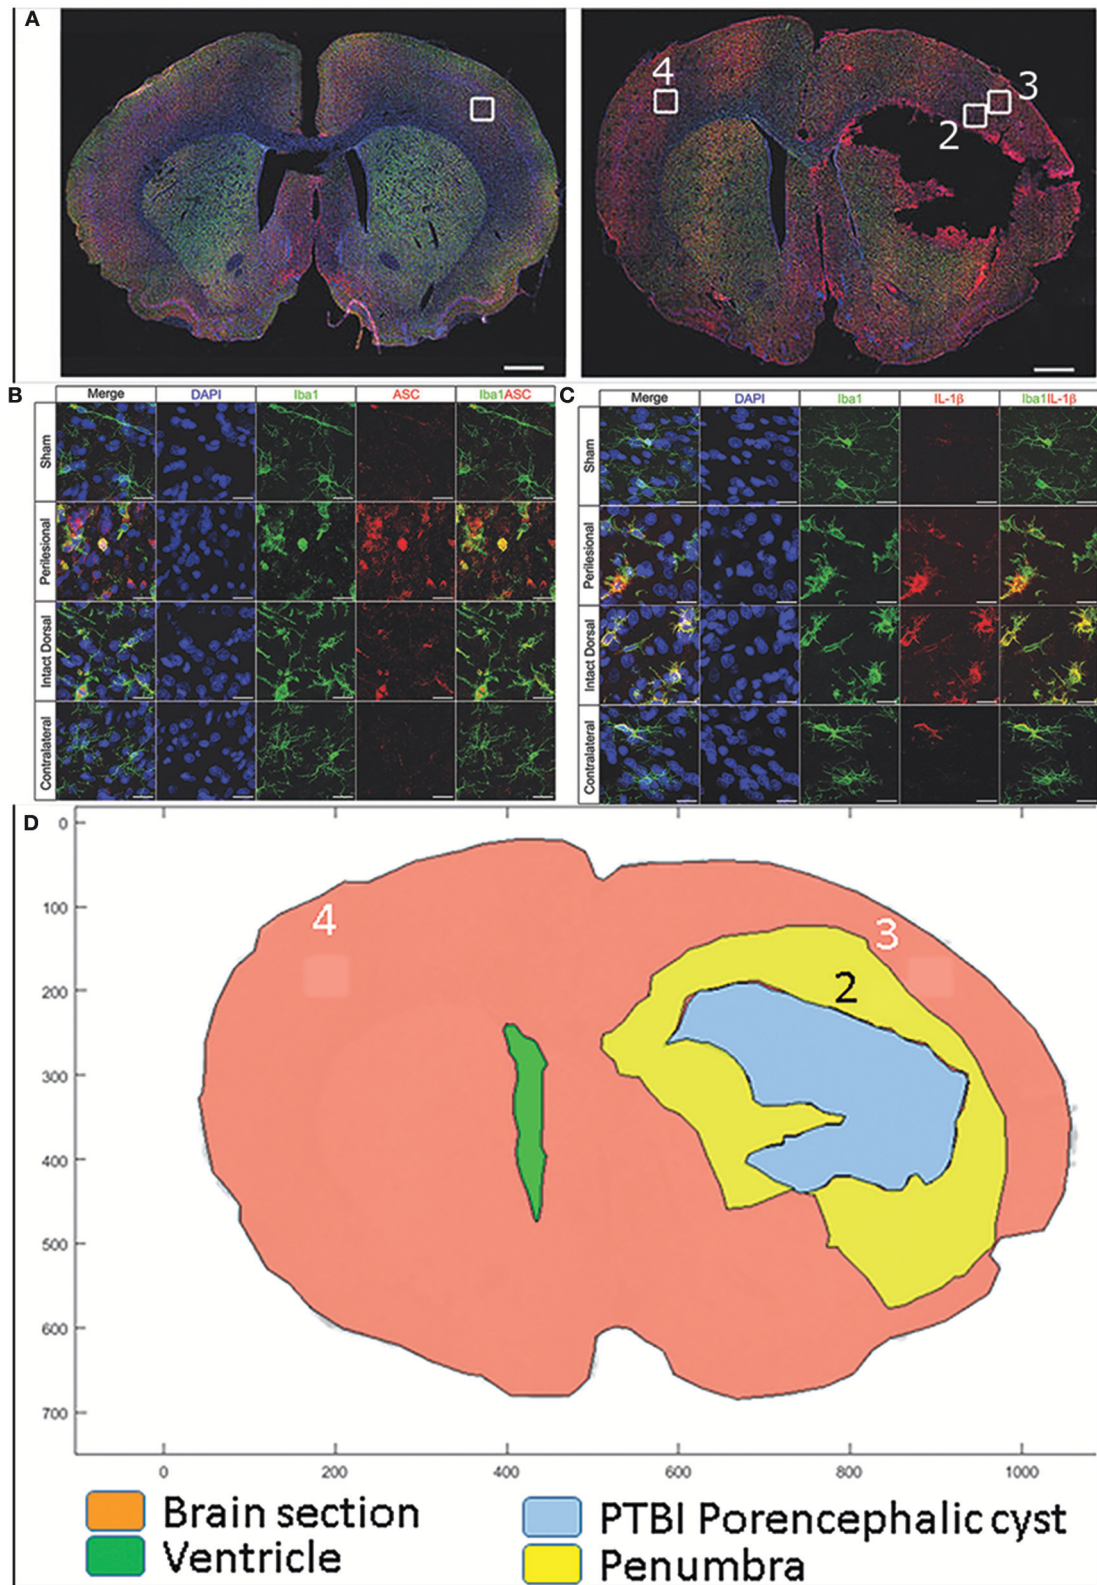 A
4
3
2
B
Merge DAPI Iba1 ASC Iba1ASC
Sham
Perilesional
Intact Dorsal
Contralateral
C
Merge DAPI Iba1 IL-1β Iba1IL-1β
Sham
Perilesional
Intact Dorsal
Contralateral
D
0
100
200
300
400
500
600
700
4
3
2
0 200 400 600 800 1000
Brain section
Ventricle
PTBI Porencephalic cyst
Penumbra